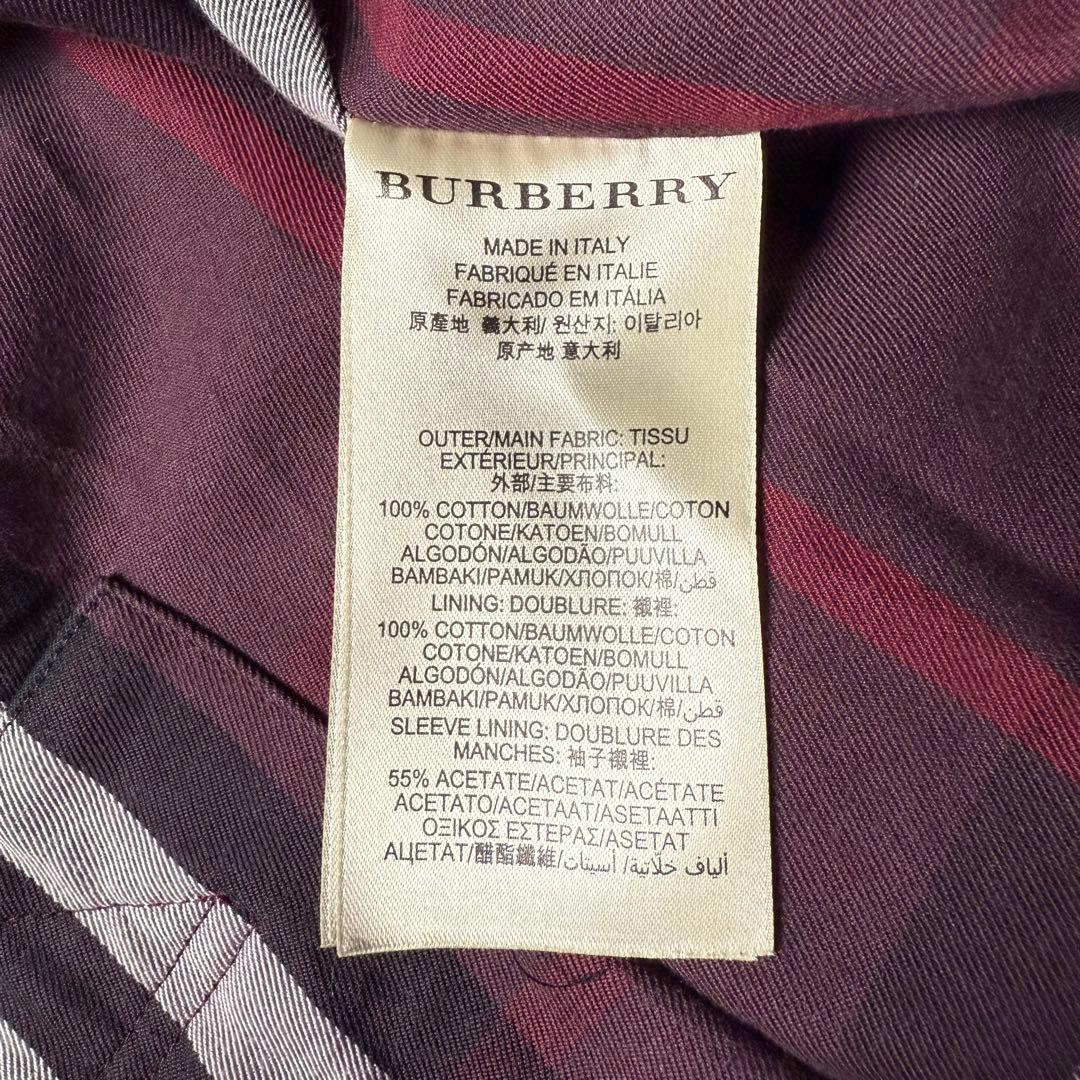 BURBERRY
MADE IN ITALY
FABRIQUÉ EN ITALIE
FABRICADO EM ITÁLIA
原產地 義大利/ 원산지: 이탈리아
原产地 意大利
OUTER/MAIN FABRIC: TISSU
EXTÉRIEUR/PRINCIPAL:
外部/主要布料:
100% COTTON/BAUMWOLLE/COTON
COTONE/KATOEN/BOMULL
ALGODÓN/ALGODÃO/PUUVILLA
BAMBAKI/PAMUK/ХЛОПОК/棉/قطن
LINING: DOUBLURE: 襯裡:
100% COTTON/BAUMWOLLE/COTON
COTONE/KATOEN/BOMULL
ALGODÓN/ALGODÃO/PUUVILLA
BAMBAKI/PAMUK/ХЛОПОК/棉/قطن
SLEEVE LINING: DOUBLURE DES
MANCHES: 袖子襯裡:
55% ACETATE/ACETAT/ACÉTATE
ACETATO/ACETAAT/ASETAATTI
ΟΞΙΚΟΣ ΕΣΤΕΡΑΣ/ASETAT
АЦЕТАТ/醋酯纖維/ألياف خلاتية/ أسيتات